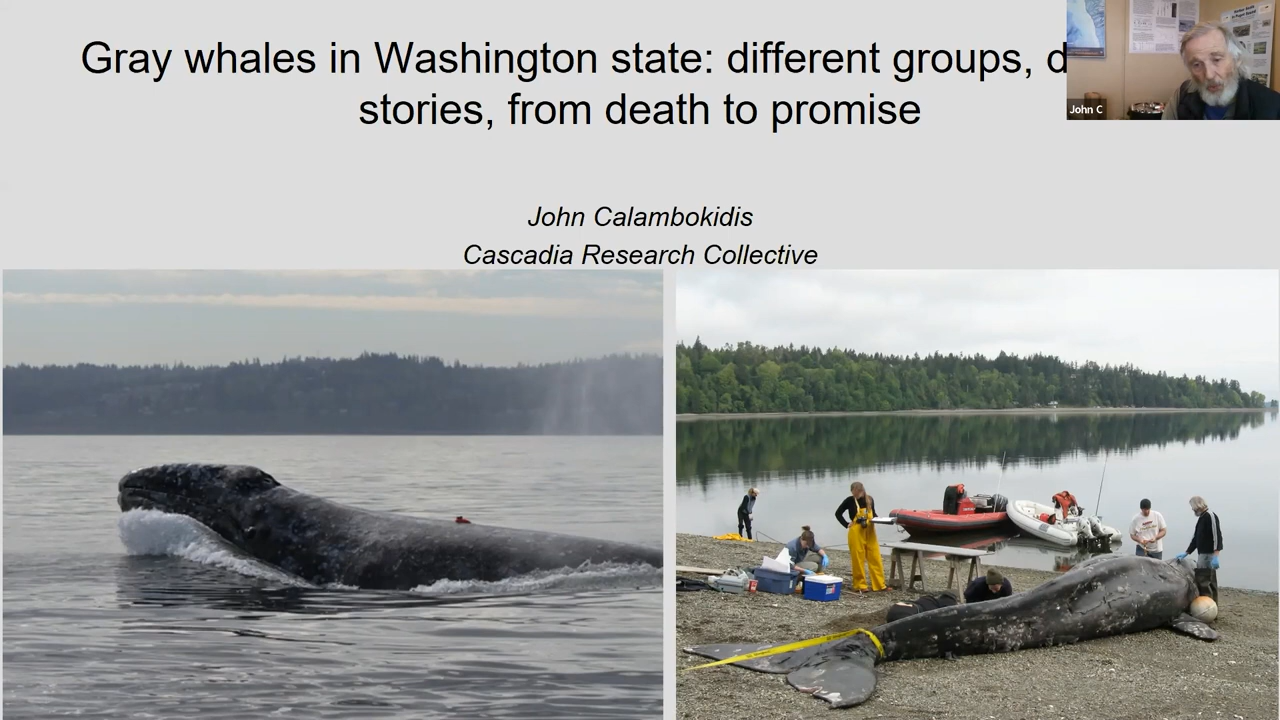 Gray whales in Washington state: different groups, d
stories, from death to promise
John C
John Calambokidis
Cascadia Research Collective